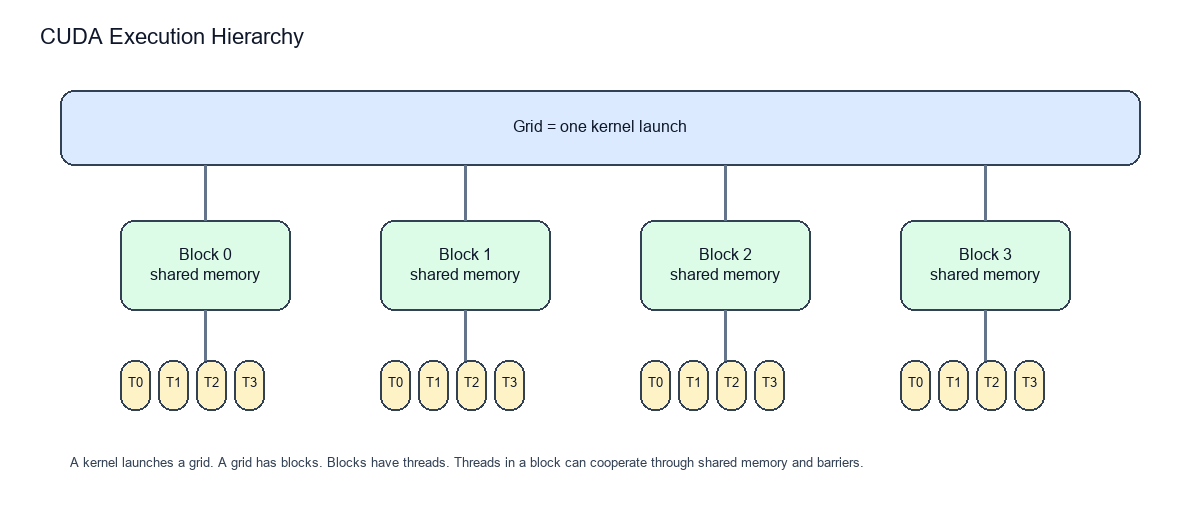 CUDA Execution Hierarchy
Grid = one kernel launch
Block 0
shared memory
Block 1
shared memory
Block 2
shared memory
Block 3
shared memory
T0 T1 T2 T3
T0 T1 T2 T3
T0 T1 T2 T3
T0 T1 T2 T3
A kernel launches a grid. A grid has blocks. Blocks have threads. Threads in a block can cooperate through shared memory and barriers.